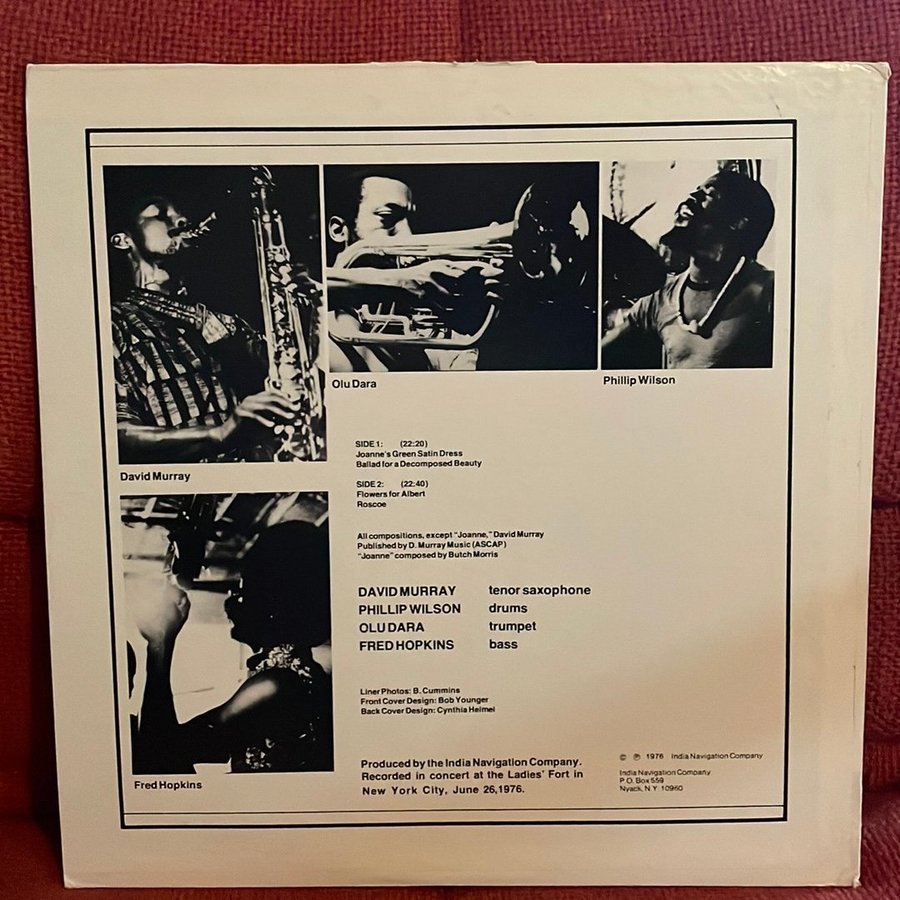 Olu Dara
Phillip Wilson
David Murray
SIDE 1: (22:20)
Joanne's Green Satin Dress
Ballad for a Decomposed Beauty
SIDE 2: (22:40)
Flowers for Albert
Roscoe
All compositions, except "Joanne," David Murray
Published by D. Murray Music (ASCAP)
"Joanne" composed by Butch Morris
DAVID MURRAY tenor saxophone
PHILLIP WILSON drums
OLU DARA trumpet
FRED HOPKINS bass
Liner Photos: B. Cummins
Front Cover Design: Bob Younger
Back Cover Design: Cynthia Heimel
Fred Hopkins
Produced by the India Navigation Company.
Recorded in concert at the Ladies' Fort in
New York City, June 26,1976.
© ℗ 1976 India Navigation Company
India Navigation Company
P.O. Box 559
Nyack, N.Y. 10960